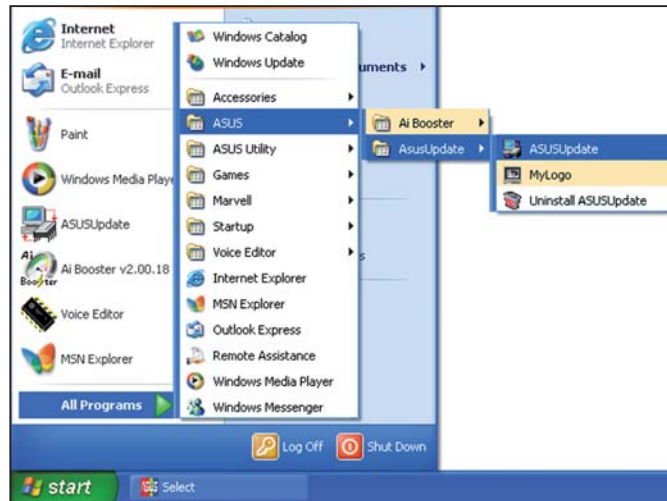 Internet
Internet Explorer
E-mail
Outlook Express
Paint
Windows Media Playe
ASUSUpdate
Ai Booster v2.00.18
Voice Editor
MSN Explorer
All Programs
Windows Catalog
Windows Update
Accessories
ASUS
ASUS Utility
Games
Marvell
Startup
Voice Editor
Internet Explorer
MSN Explorer
Outlook Express
Remote Assistance
Windows Media Player
Windows Messenger
uments
s
Ai Booster
AsusUpdate
ASUSUpdate
MyLogo
Uninstall ASUSUpdate
Log Off
Shut Down
start
Select